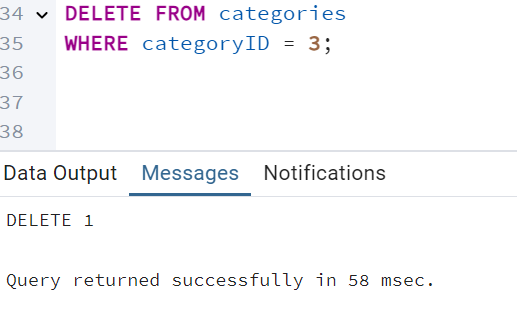 34 DELETE FROM categories
35 WHERE categoryID = 3;
36
37
38
Data Output Messages Notifications
DELETE 1
Query returned successfully in 58 msec.